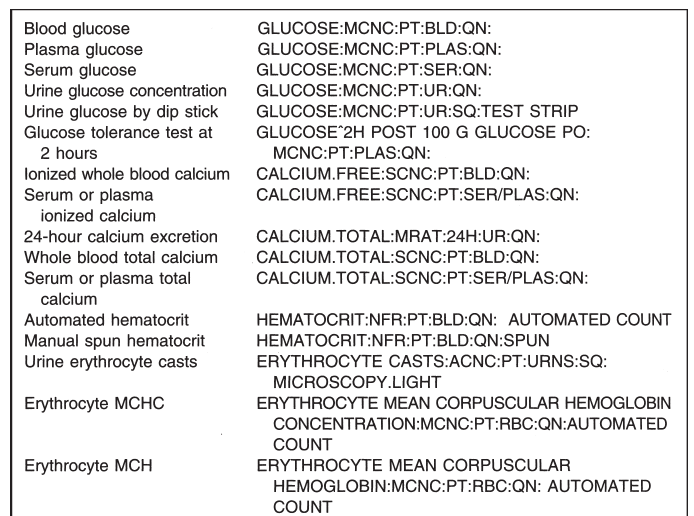 Blood glucose GLUCOSE:MCNC:PT:BLD:QN:
Plasma glucose GLUCOSE:MCNC:PT:PLAS:QN:
Serum glucose GLUCOSE:MCNC:PT:SER:QN:
Urine glucose concentration GLUCOSE:MCNC:PT:UR:QN:
Urine glucose by dip stick GLUCOSE:MCNC:PT:UR:SQ:TEST STRIP
Glucose tolerance test at GLUCOSE^2H POST 100 G GLUCOSE PO:
2 hours MCNC:PT:PLAS:QN:
Ionized whole blood calcium CALCIUM.FREE:SCNC:PT:BLD:QN:
Serum or plasma CALCIUM.FREE:SCNC:PT:SER/PLAS:QN:
ionized calcium
24-hour calcium excretion CALCIUM.TOTAL:MRAT:24H:UR:QN:
Whole blood total calcium CALCIUM.TOTAL:SCNC:PT:BLD:QN:
Serum or plasma total CALCIUM.TOTAL:SCNC:PT:SER/PLAS:QN:
calcium
Automated hematocrit HEMATOCRIT:NFR:PT:BLD:QN: AUTOMATED COUNT
Manual spun hematocrit HEMATOCRIT:NFR:PT:BLD:QN:SPUN
Urine erythrocyte casts ERYTHROCYTE CASTS:ACNC:PT:URNS:SQ:
MICROSCOPY.LIGHT
Erythrocyte MCHC ERYTHROCYTE MEAN CORPUSCULAR HEMOGLOBIN
CONCENTRATION:MCNC:PT:RBC:QN:AUTOMATED
COUNT
Erythrocyte MCH ERYTHROCYTE MEAN CORPUSCULAR
HEMOGLOBIN:MCNC:PT:RBC:QN: AUTOMATED
COUNT